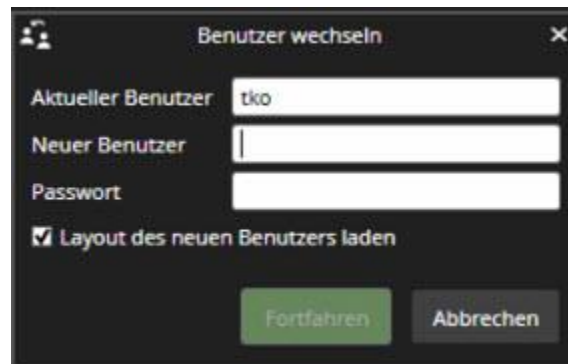 Benutzer wechseln
Aktueller Benutzer tko
Neuer Benutzer
Passwort
Layout des neuen Benutzers laden
Fortfahren Abbrechen